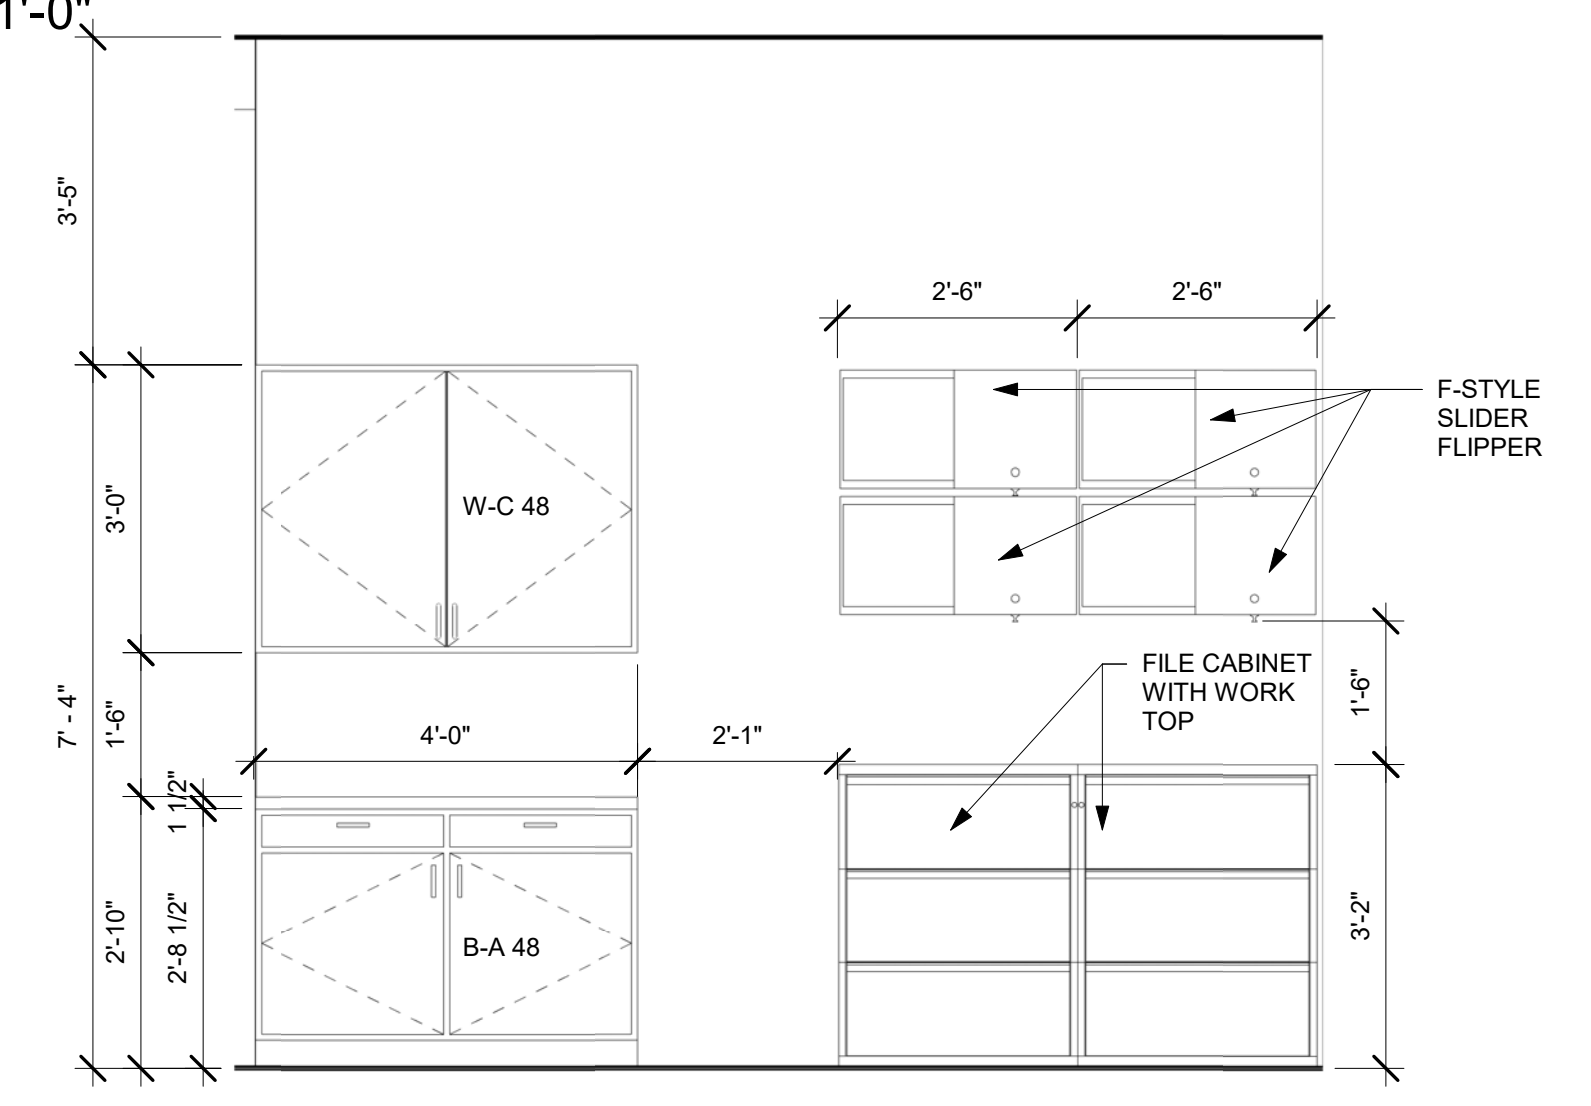 1'-0"
3'-5"
2'-6"
2'-6"
F-STYLE
SLIDER
FLIPPER
3'-0"
W-C 48
FILE CABINET
WITH WORK
TOP
7' - 4"
1'-6"
1'-6"
4'-0"
2'-1"
1 1/2"
2'-10"
2'-8 1/2"
B-A 48
3'-2"